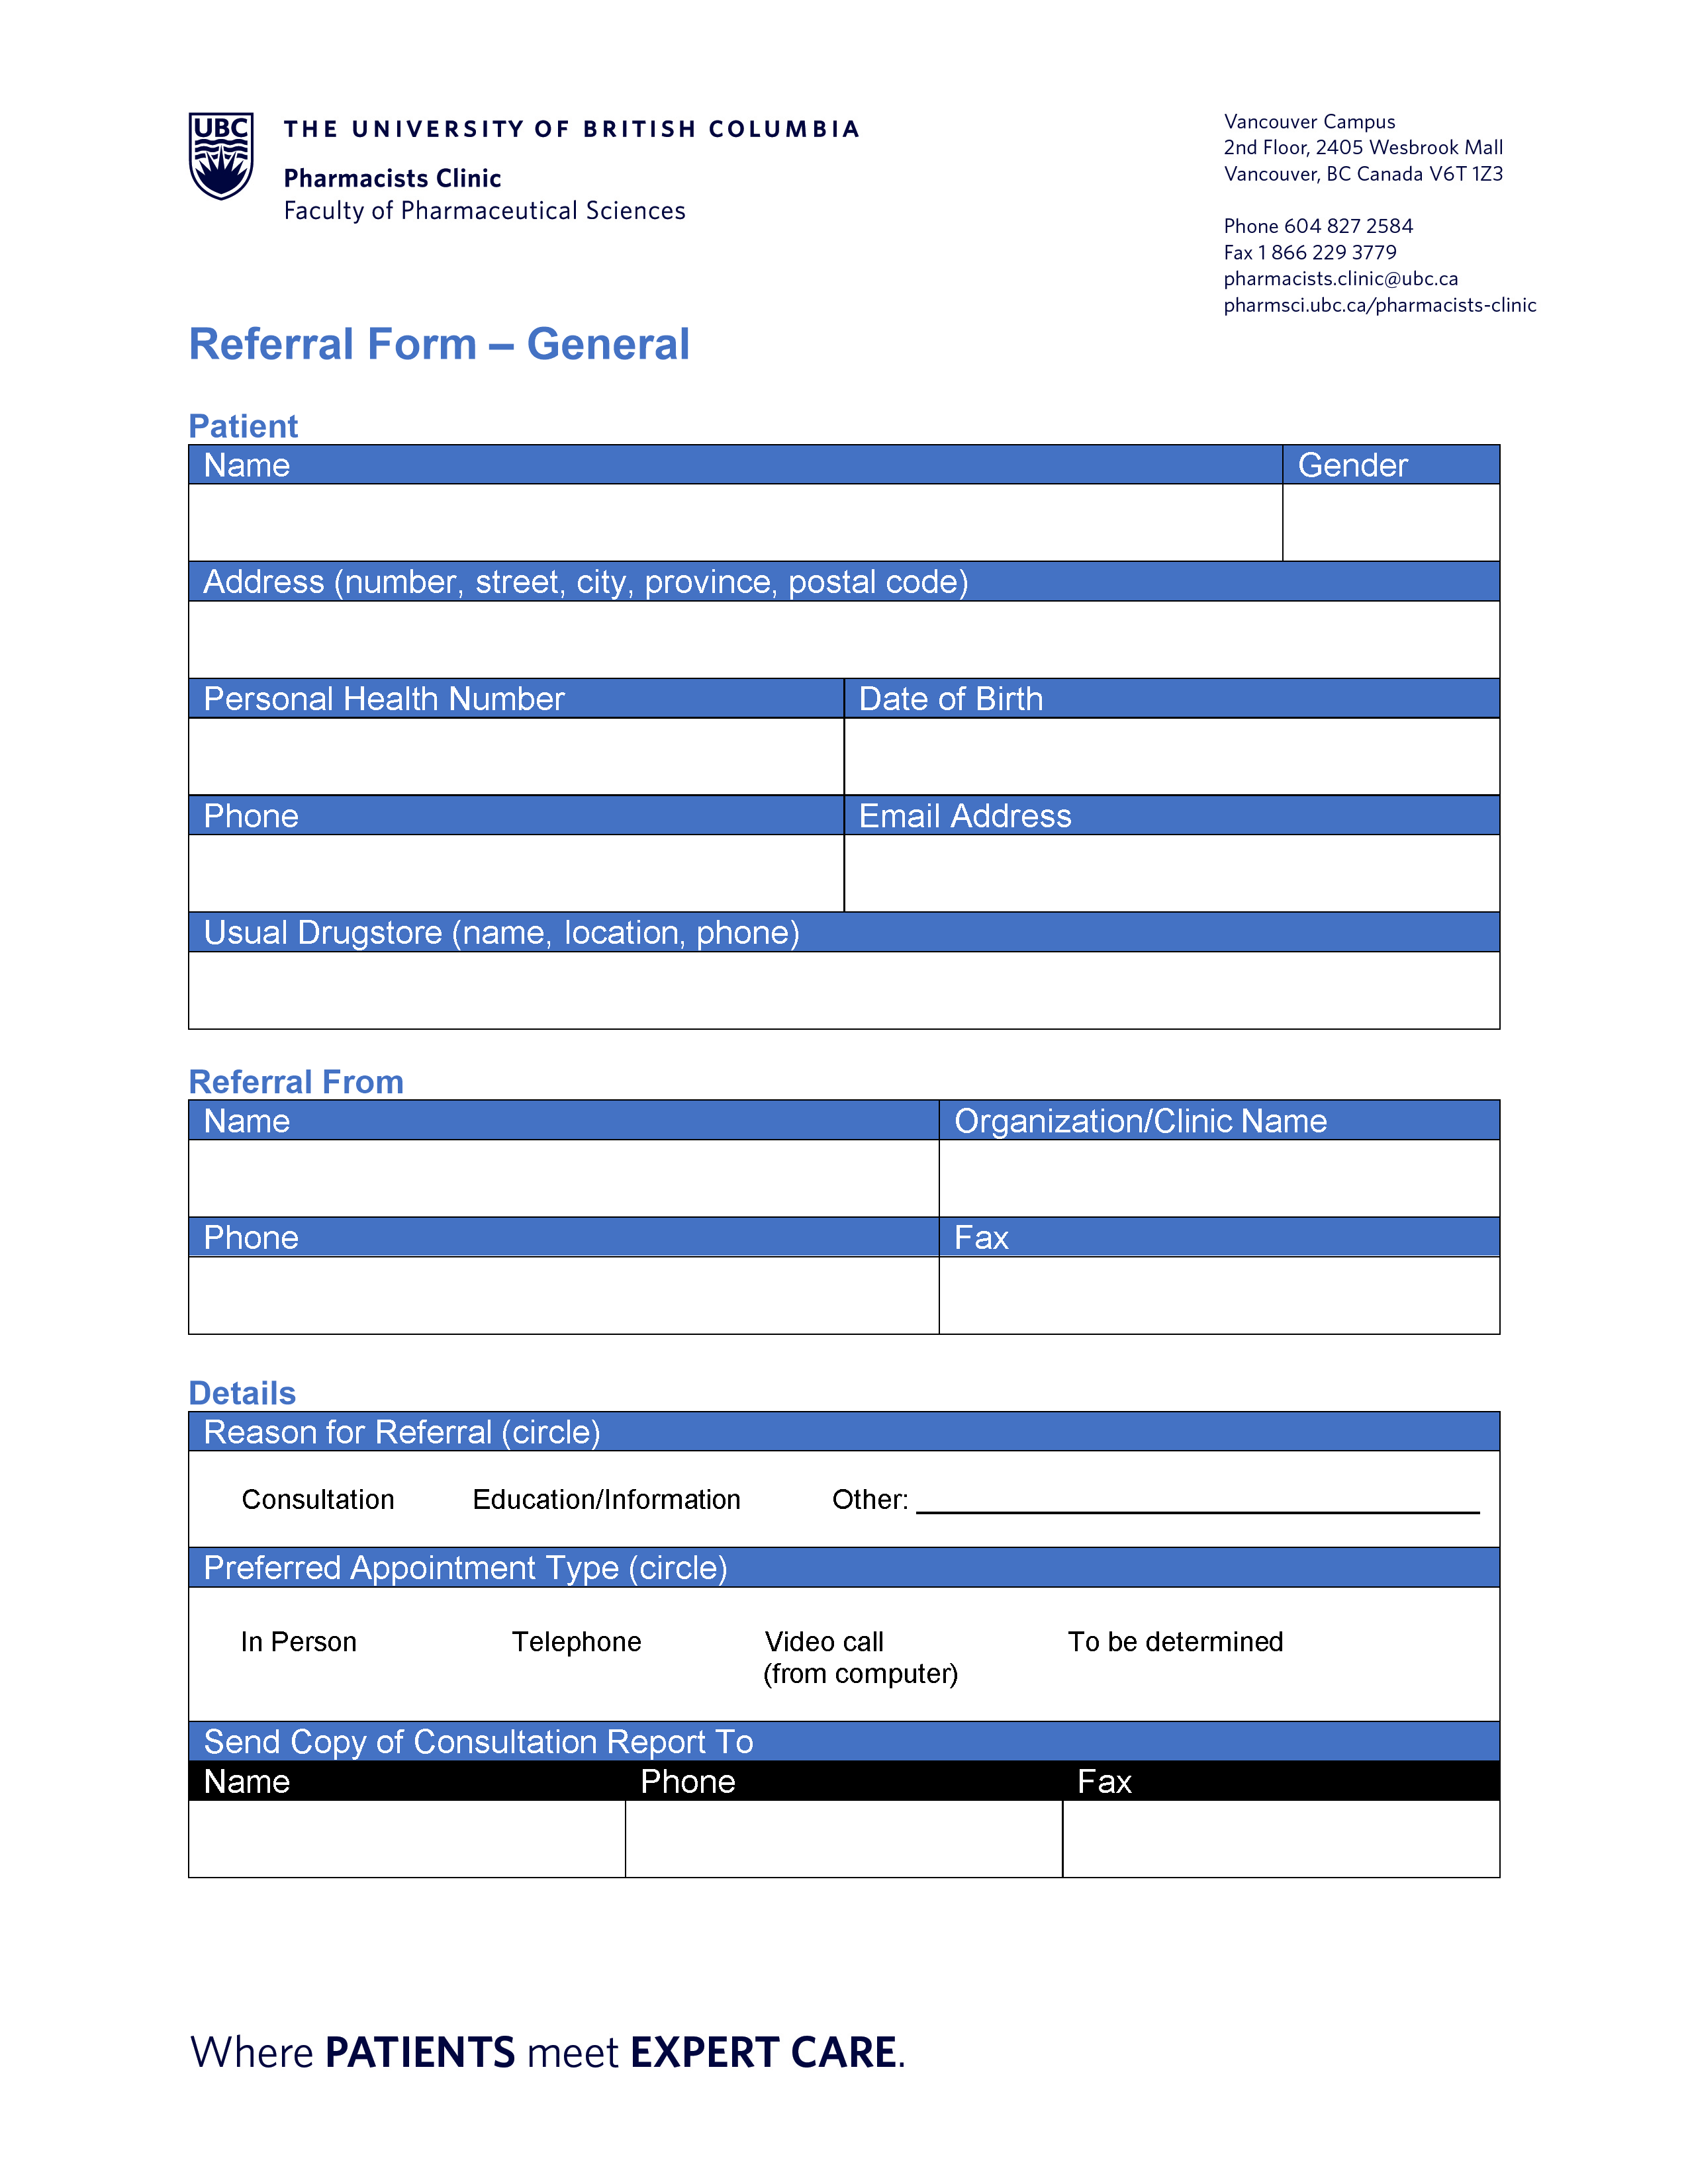 UBC
THE UNIVERSITY OF BRITISH COLUMBIA
Pharmacists Clinic
Faculty of Pharmaceutical Sciences
Vancouver Campus
2nd Floor, 2405 Wesbrook Mall
Vancouver, BC Canada V6T 1Z3
Phone 604 827 2584
Fax 1 866 229 3779
pharmacists.clinic@ubc.ca
pharmsci.ubc.ca/pharmacists-clinic
Referral Form – General
Patient
Name Gender
Address (number, street, city, province, postal code)
Personal Health Number Date of Birth
Phone Email Address
Usual Drugstore (name, location, phone)
Referral From
Name Organization/Clinic Name
Phone Fax
Details
Reason for Referral (circle)
Consultation Education/Information Other:
Preferred Appointment Type (circle)
In Person Telephone Video call To be determined
(from computer)
Send Copy of Consultation Report To
Name Phone Fax
Where PATIENTS meet EXPERT CARE.